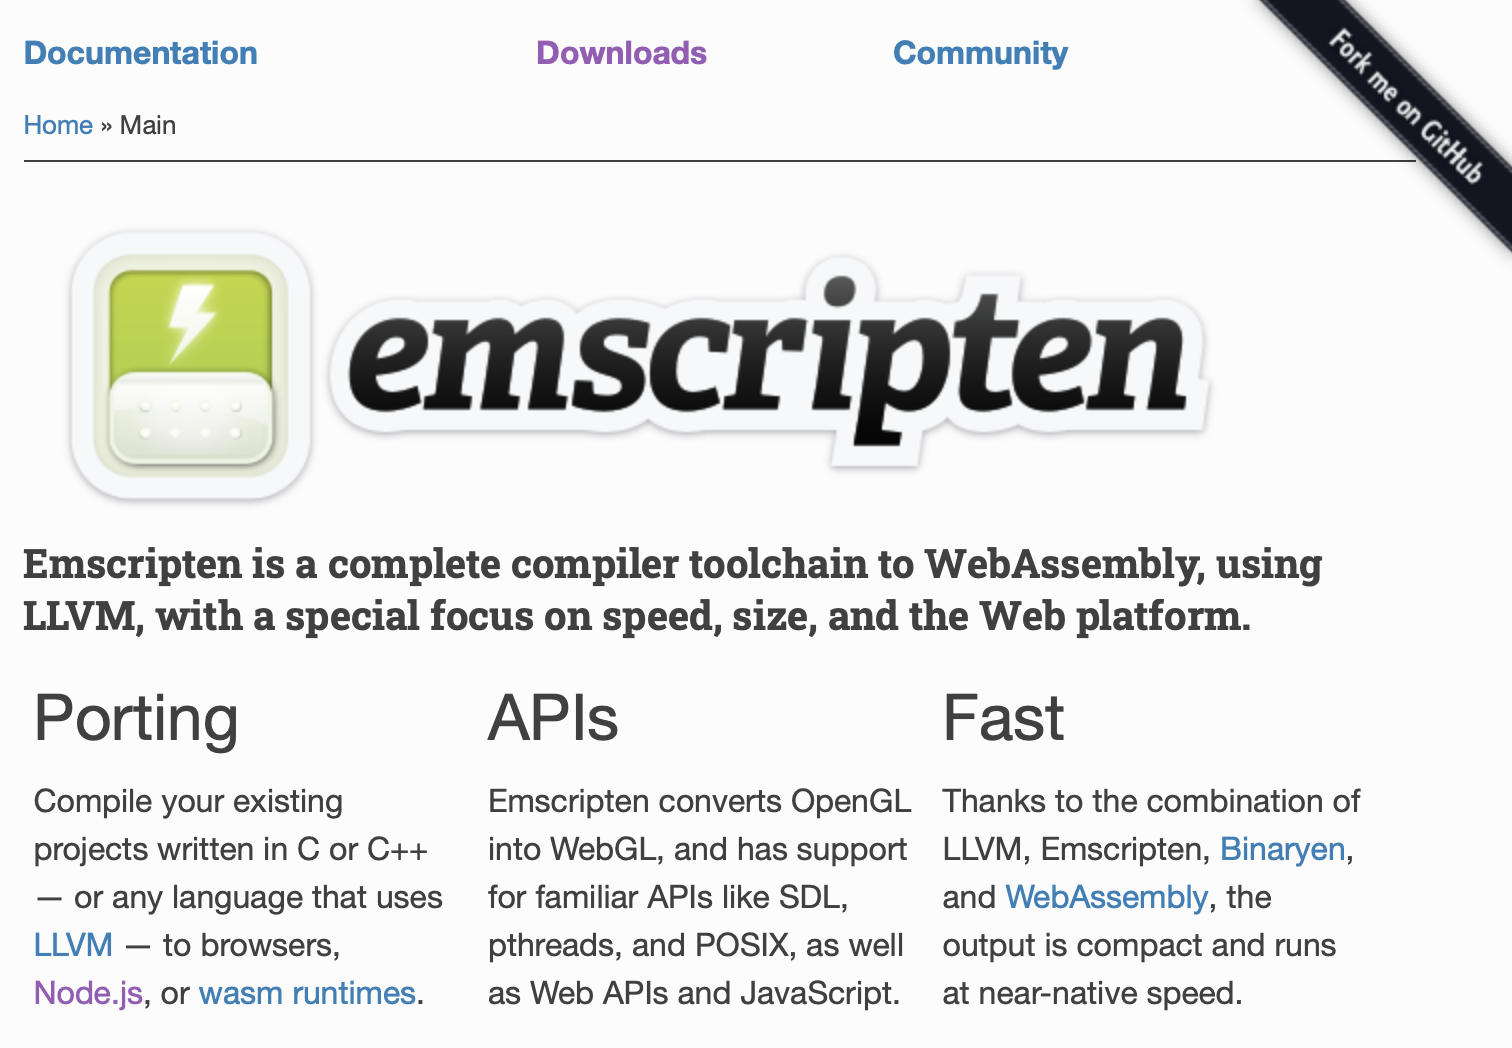 Documentation Downloads Community
Fork me on GitHub
Home » Main
emscripten
Emscripten is a complete compiler toolchain to WebAssembly, using
LLVM, with a special focus on speed, size, and the Web platform.
Porting
Compile your existing
projects written in C or C++
— or any language that uses
LLVM — to browsers,
Node.js, or wasm runtimes.
APIs
Emscripten converts OpenGL
into WebGL, and has support
for familiar APIs like SDL,
pthreads, and POSIX, as well
as Web APIs and JavaScript.
Fast
Thanks to the combination of
LLVM, Emscripten, Binaryen,
and WebAssembly, the
output is compact and runs
at near-native speed.